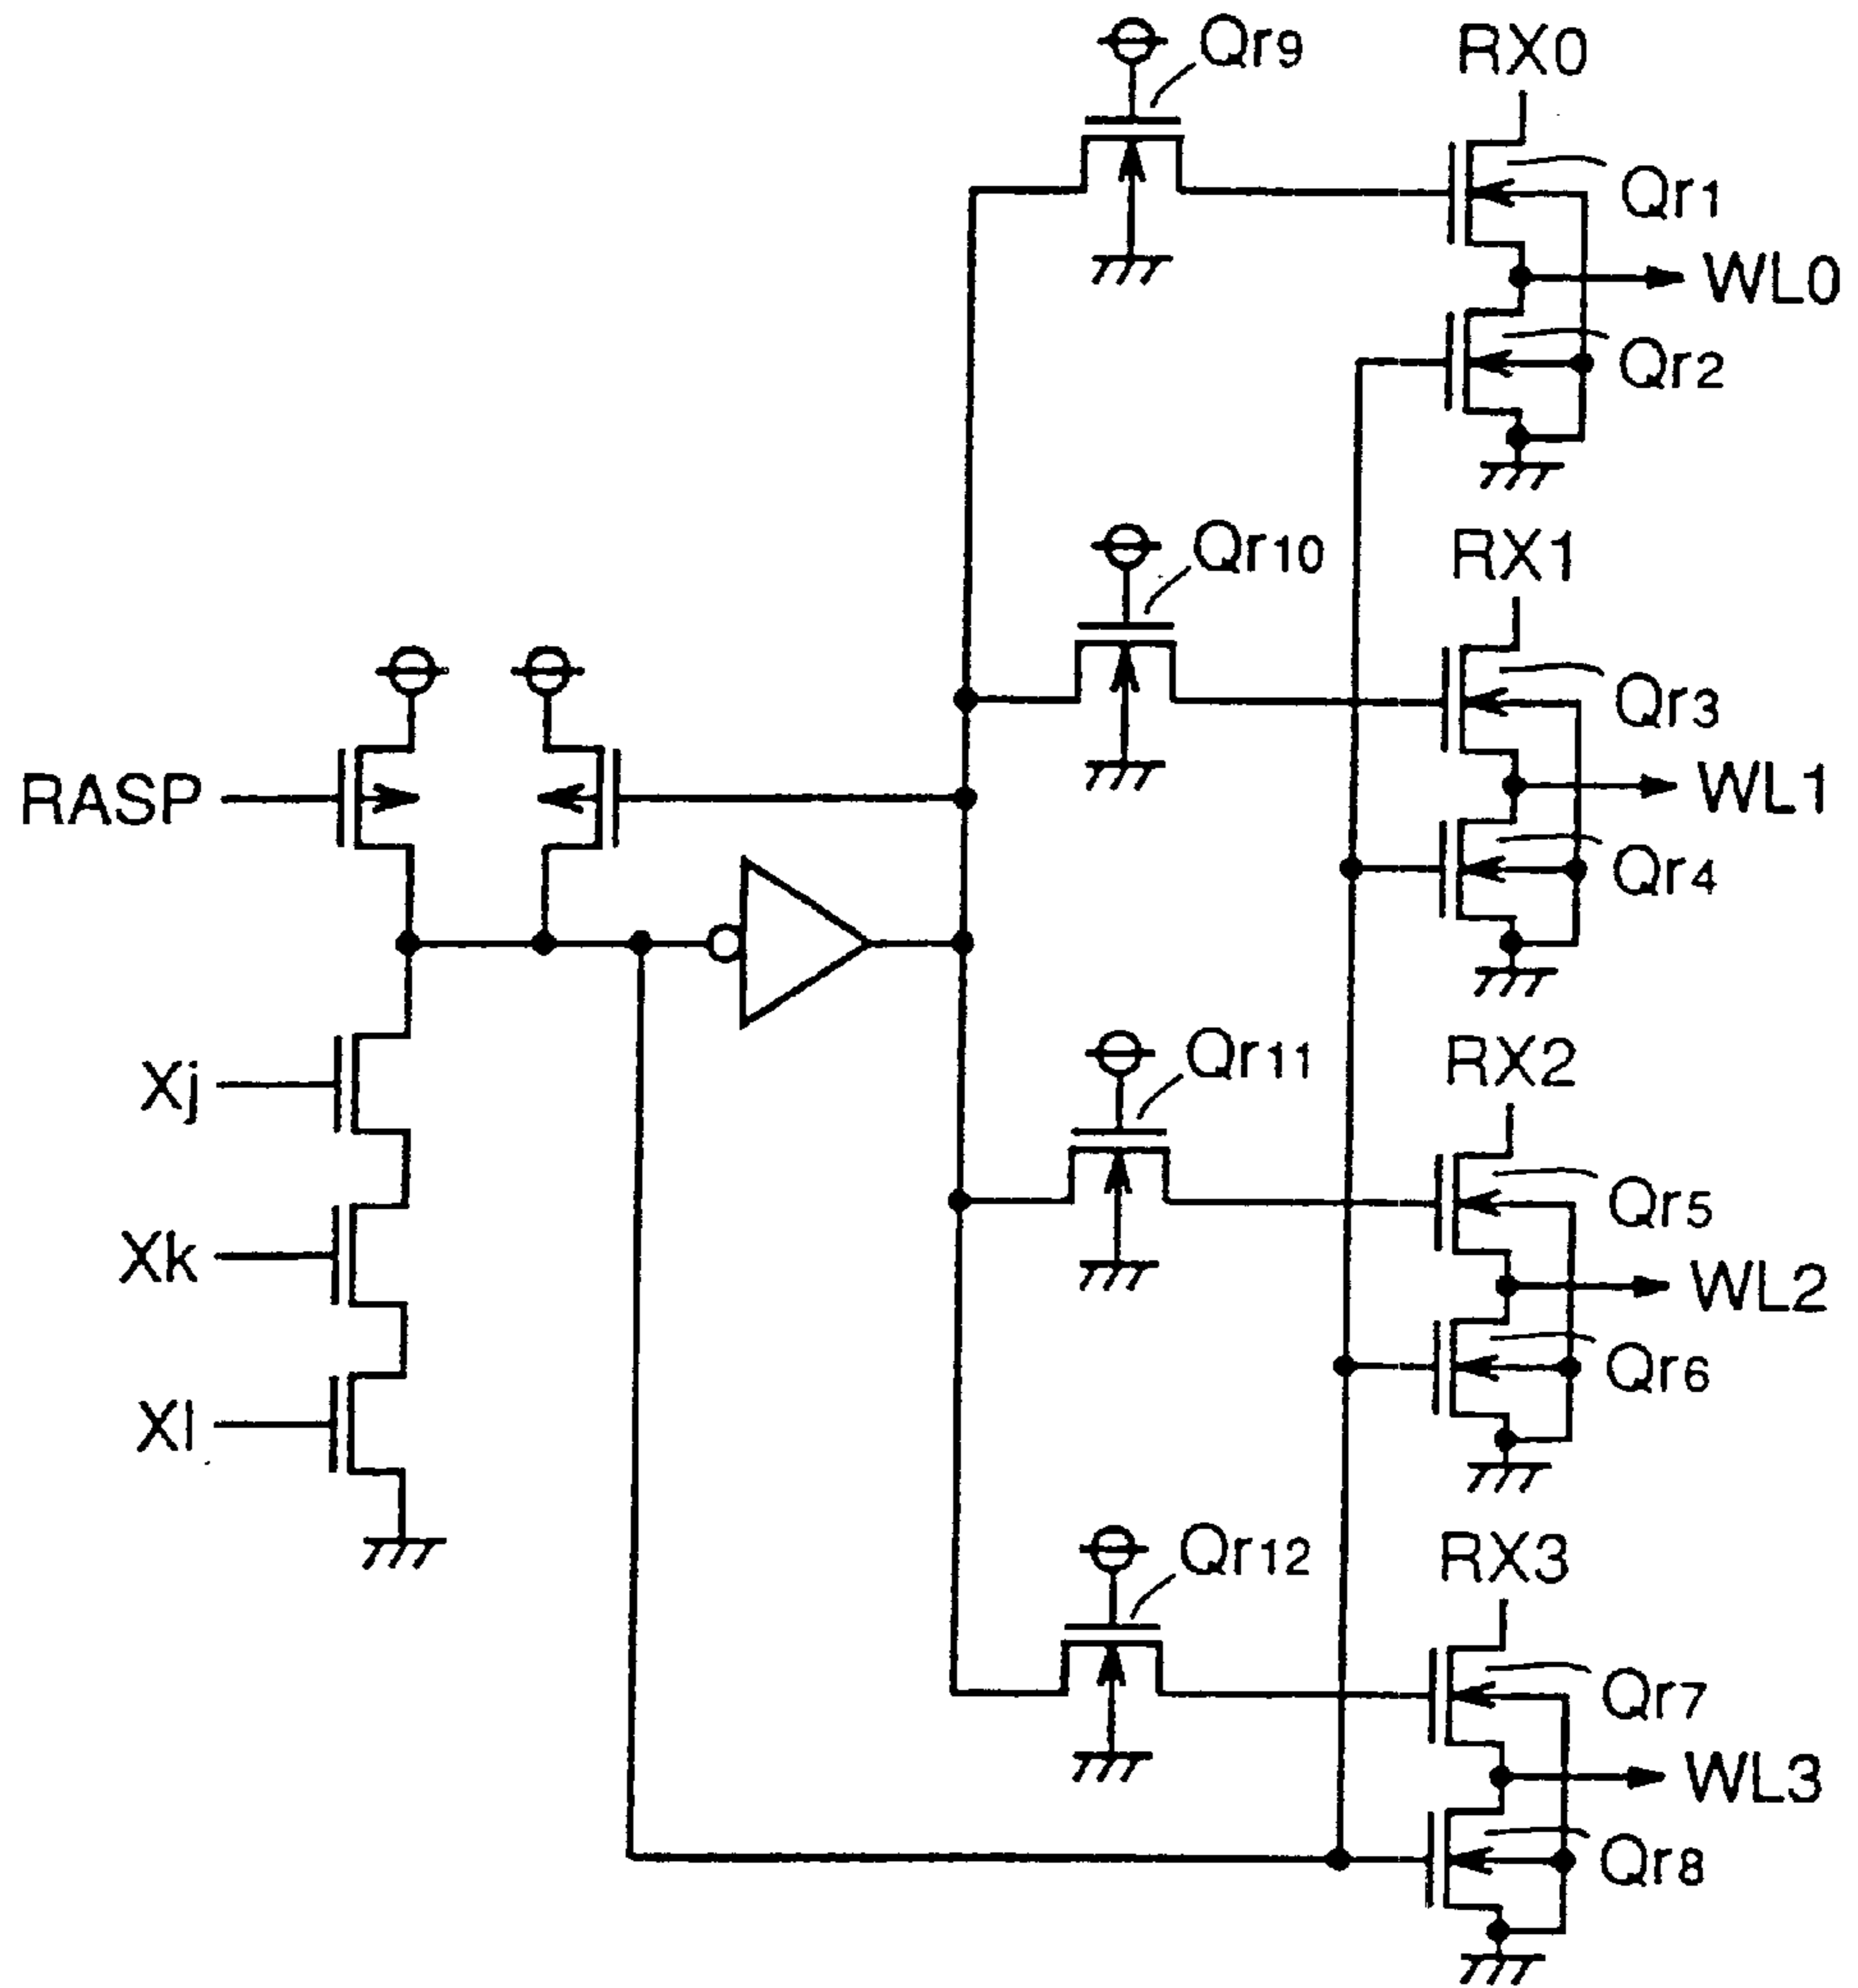 Qr9
RX0
Qr1
WL0
Qr2
Qr10
RX1
Qr3
RASP
WL1
Qr4
Qr11
RX2
Xj
Qr5
Xk
WL2
Qr6
Xl
Qr12
RX3
Qr7
WL3
Qr8